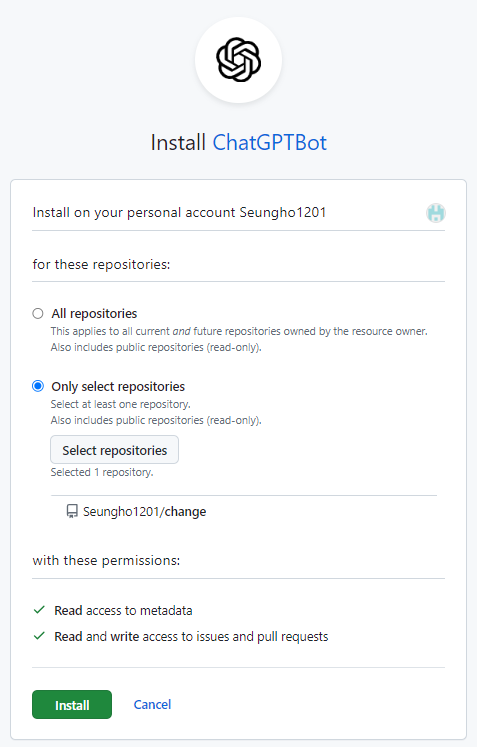 Install ChatGPTBot
Install on your personal account Seungho1201
for these repositories:
All repositories
This applies to all current and future repositories owned by the resource owner.
Also includes public repositories (read-only).
Only select repositories
Select at least one repository.
Also includes public repositories (read-only).
Select repositories
Selected 1 repository.
Seungho1201/change
with these permissions:
Read access to metadata
Read and write access to issues and pull requests
Install Cancel